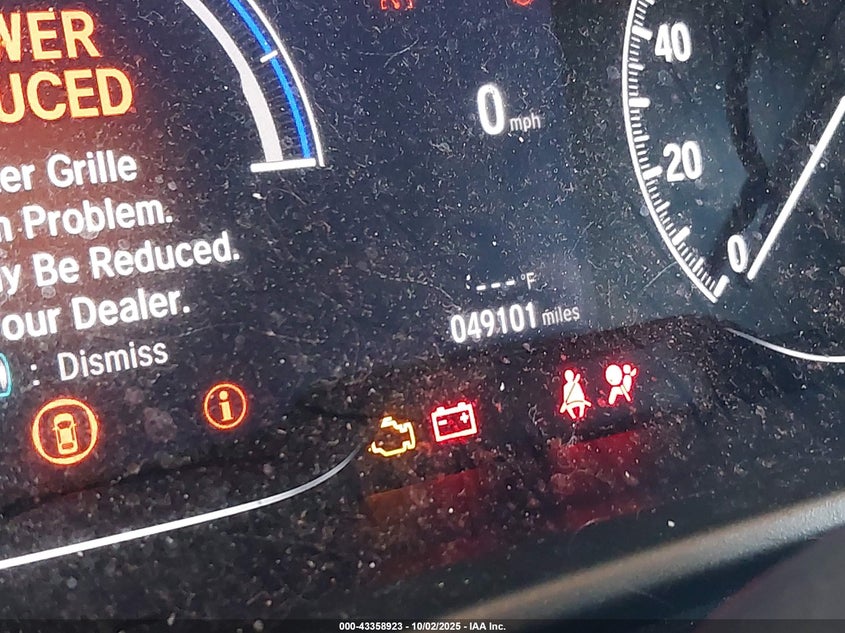 WER
UCED
er Grille
n Problem.
y Be Reduced.
our Dealer.
: Dismiss
0 mph
40
20
0
---F
049101 miles
000-43358923 - 10/02/2025 - IAA Inc.